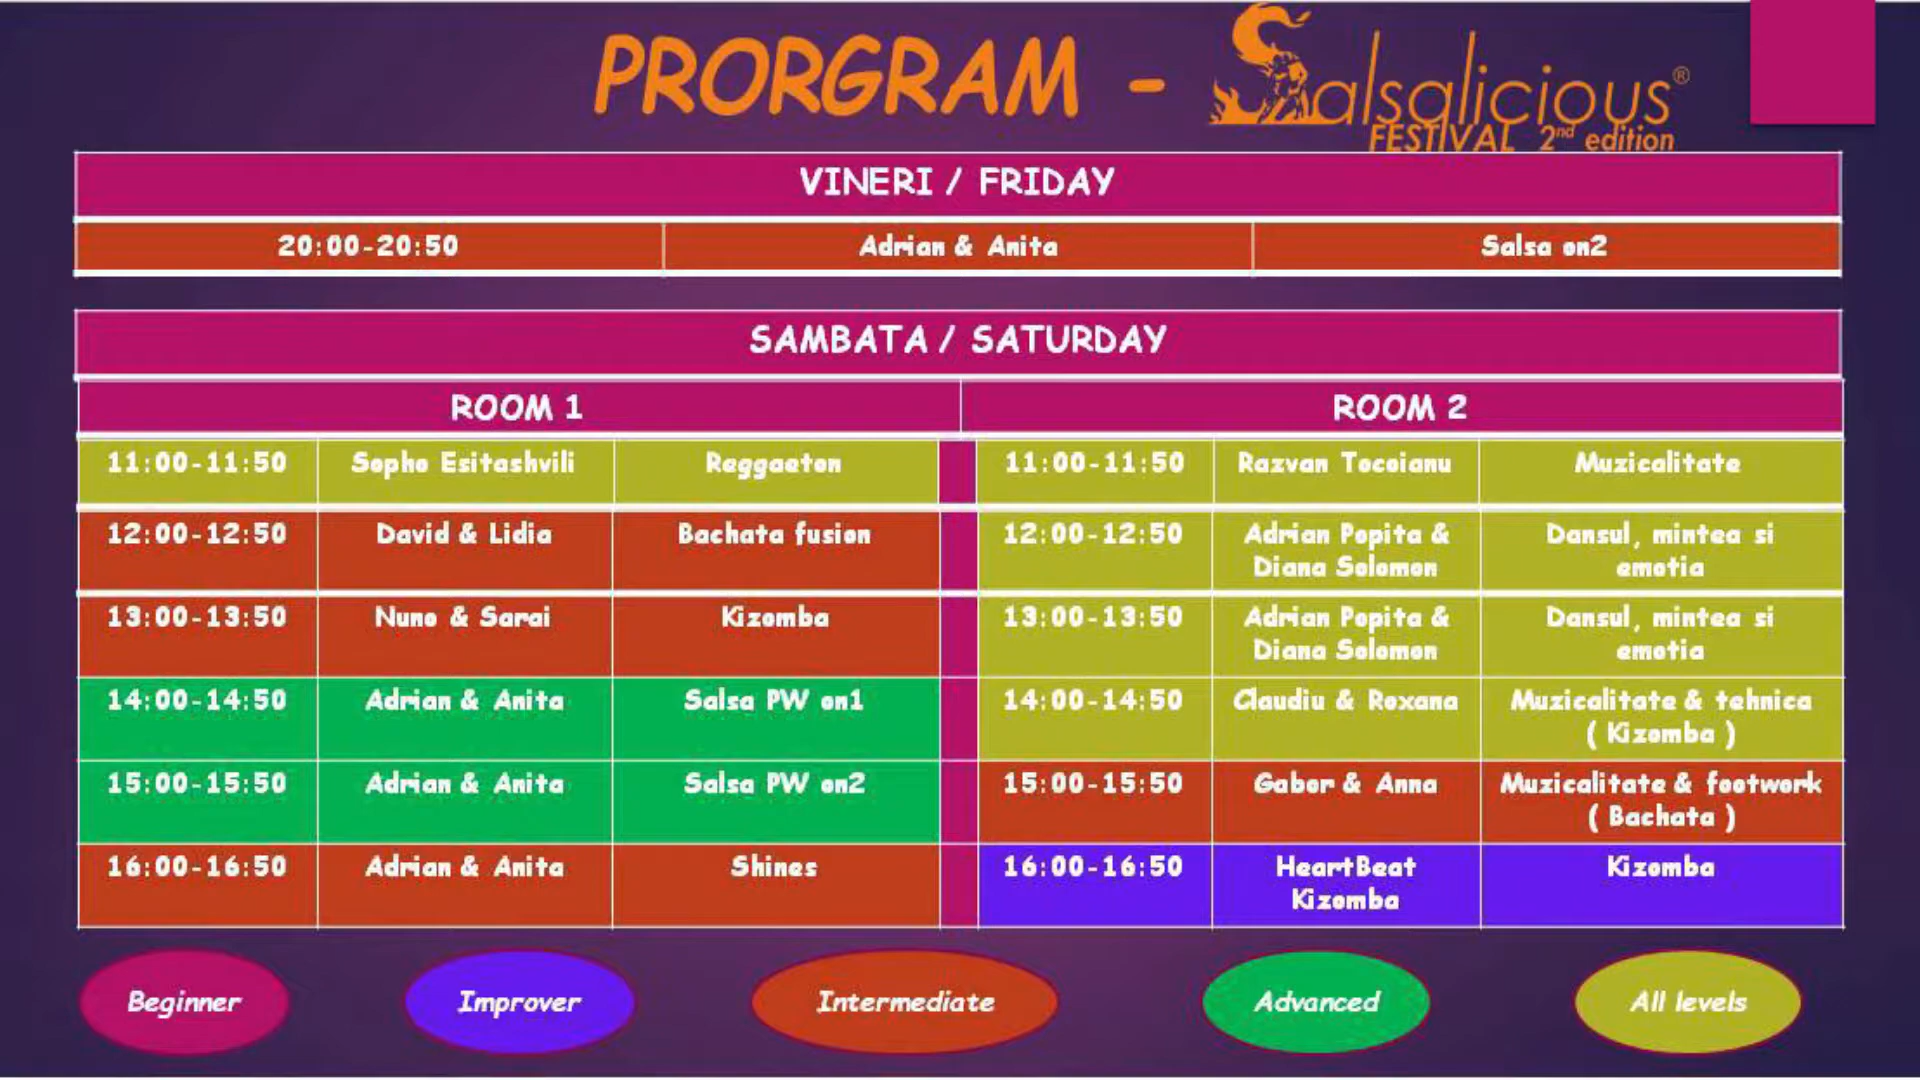 PRORGRAM - Salsalicious®
FESTIVAL 2nd edition
VINERI / FRIDAY
20:00-20:50 Adrian & Anita Salsa on2
SAMBATA / SATURDAY
ROOM 1 ROOM 2
11:00-11:50 Sopho Esitashvili Reggaeton 11:00-11:50 Razvan Tocoianu Muzicalitate
12:00-12:50 David & Lidia Bachata fusion 12:00-12:50 Adrian Popita & Dansul, mintea si
Diana Solomon emotia
13:00-13:50 Nuno & Sarai Kizomba 13:00-13:50 Adrian Popita & Dansul, mintea si
Diana Solomon emotia
14:00-14:50 Adrian & Anita Salsa PW on1 14:00-14:50 Claudiu & Roxana Muzicalitate & tehnica
( Kizomba )
15:00-15:50 Adrian & Anita Salsa PW on2 15:00-15:50 Gabor & Anna Muzicalitate & footwork
( Bachata )
16:00-16:50 Adrian & Anita Shines 16:00-16:50 HeartBeat Kizomba
Kizomba
Beginner Improver Intermediate Advanced All levels